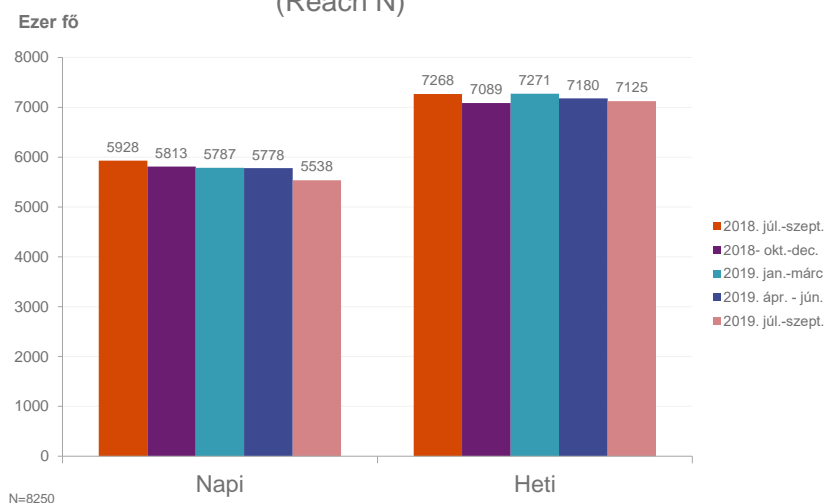 (Reach N)
Ezer fő
8000
7000
6000
5000
4000
3000
2000
1000
0
5928
5813
5787
5778
5538
7268
7089
7271
7180
7125
Napi
Heti
2018. júl.-szept.
2018- okt.-dec.
2019. jan.-márc
2019. ápr. - jún.
2019. júl.-szept.
N=8250